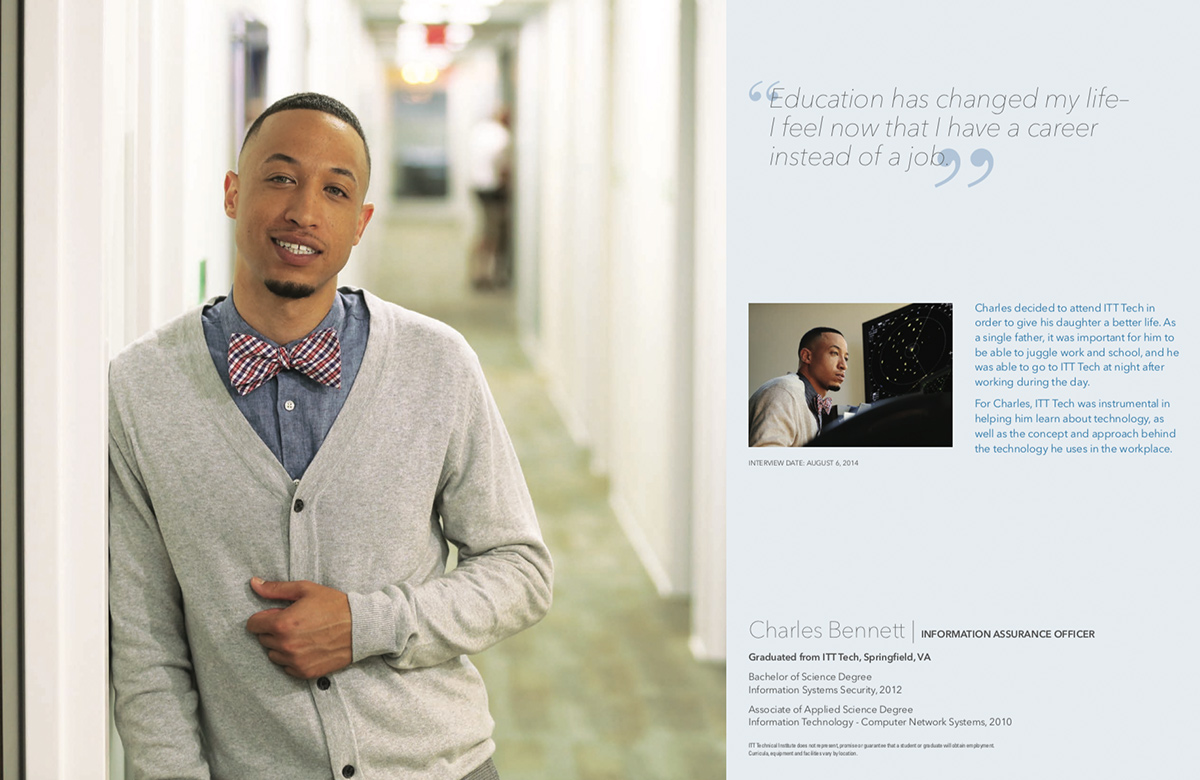 “Education has changed my life–
I feel now that I have a career
instead of a job.”
Charles decided to attend ITT Tech in
order to give his daughter a better life. As
a single father, it was important for him to
be able to juggle work and school, and he
was able to go to ITT Tech at night after
working during the day.
For Charles, ITT Tech was instrumental in
helping him learn about technology, as
well as the concept and approach behind
the technology he uses in the workplace.
INTERVIEW DATE: AUGUST 6, 2014
Charles Bennett | INFORMATION ASSURANCE OFFICER
Graduated from ITT Tech, Springfield, VA
Bachelor of Science Degree
Information Systems Security, 2012
Associate of Applied Science Degree
Information Technology - Computer Network Systems, 2010
ITT Technical Institute does not represent, promise or guarantee that a student or graduate will obtain employment.
Curricula, equipment and facilities vary by location.